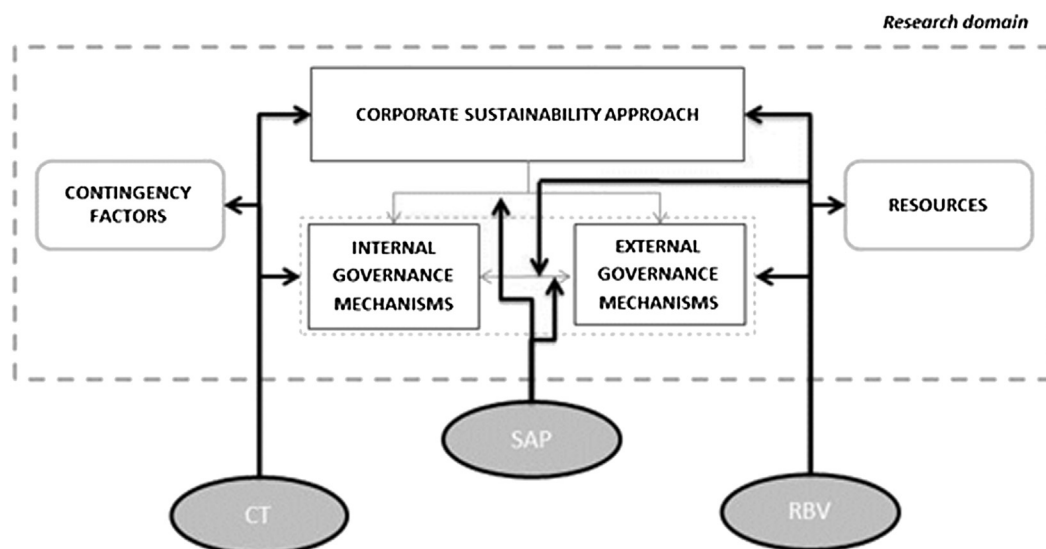 Research domain
CORPORATE SUSTAINABILITY APPROACH
CONTINGENCY
FACTORS
RESOURCES
INTERNAL
GOVERNANCE
MECHANISMS
EXTERNAL
GOVERNANCE
MECHANISMS
SAP
CT
RBV